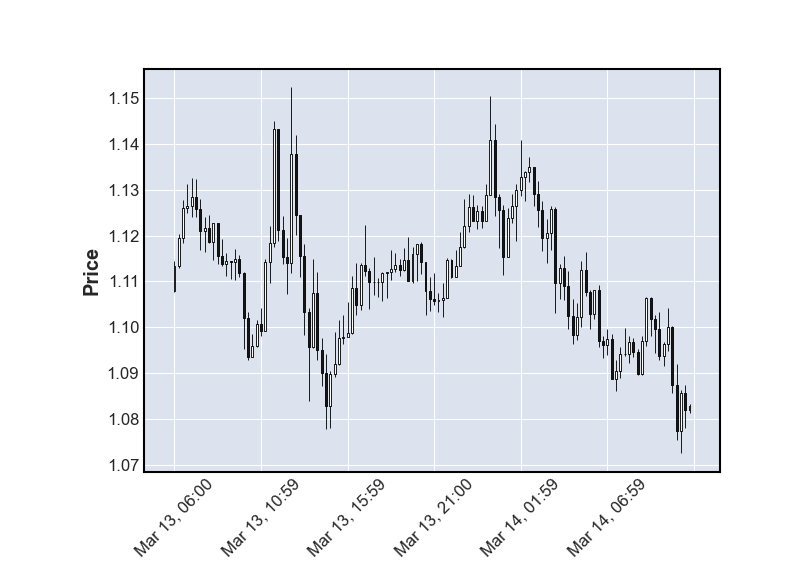 1.15
1.14
1.13
1.12
1.11
1.10
1.09
1.08
1.07
Price
Mar 13, 06:00
Mar 13, 10:59
Mar 13, 15:59
Mar 13, 21:00
Mar 14, 01:59
Mar 14, 06:59